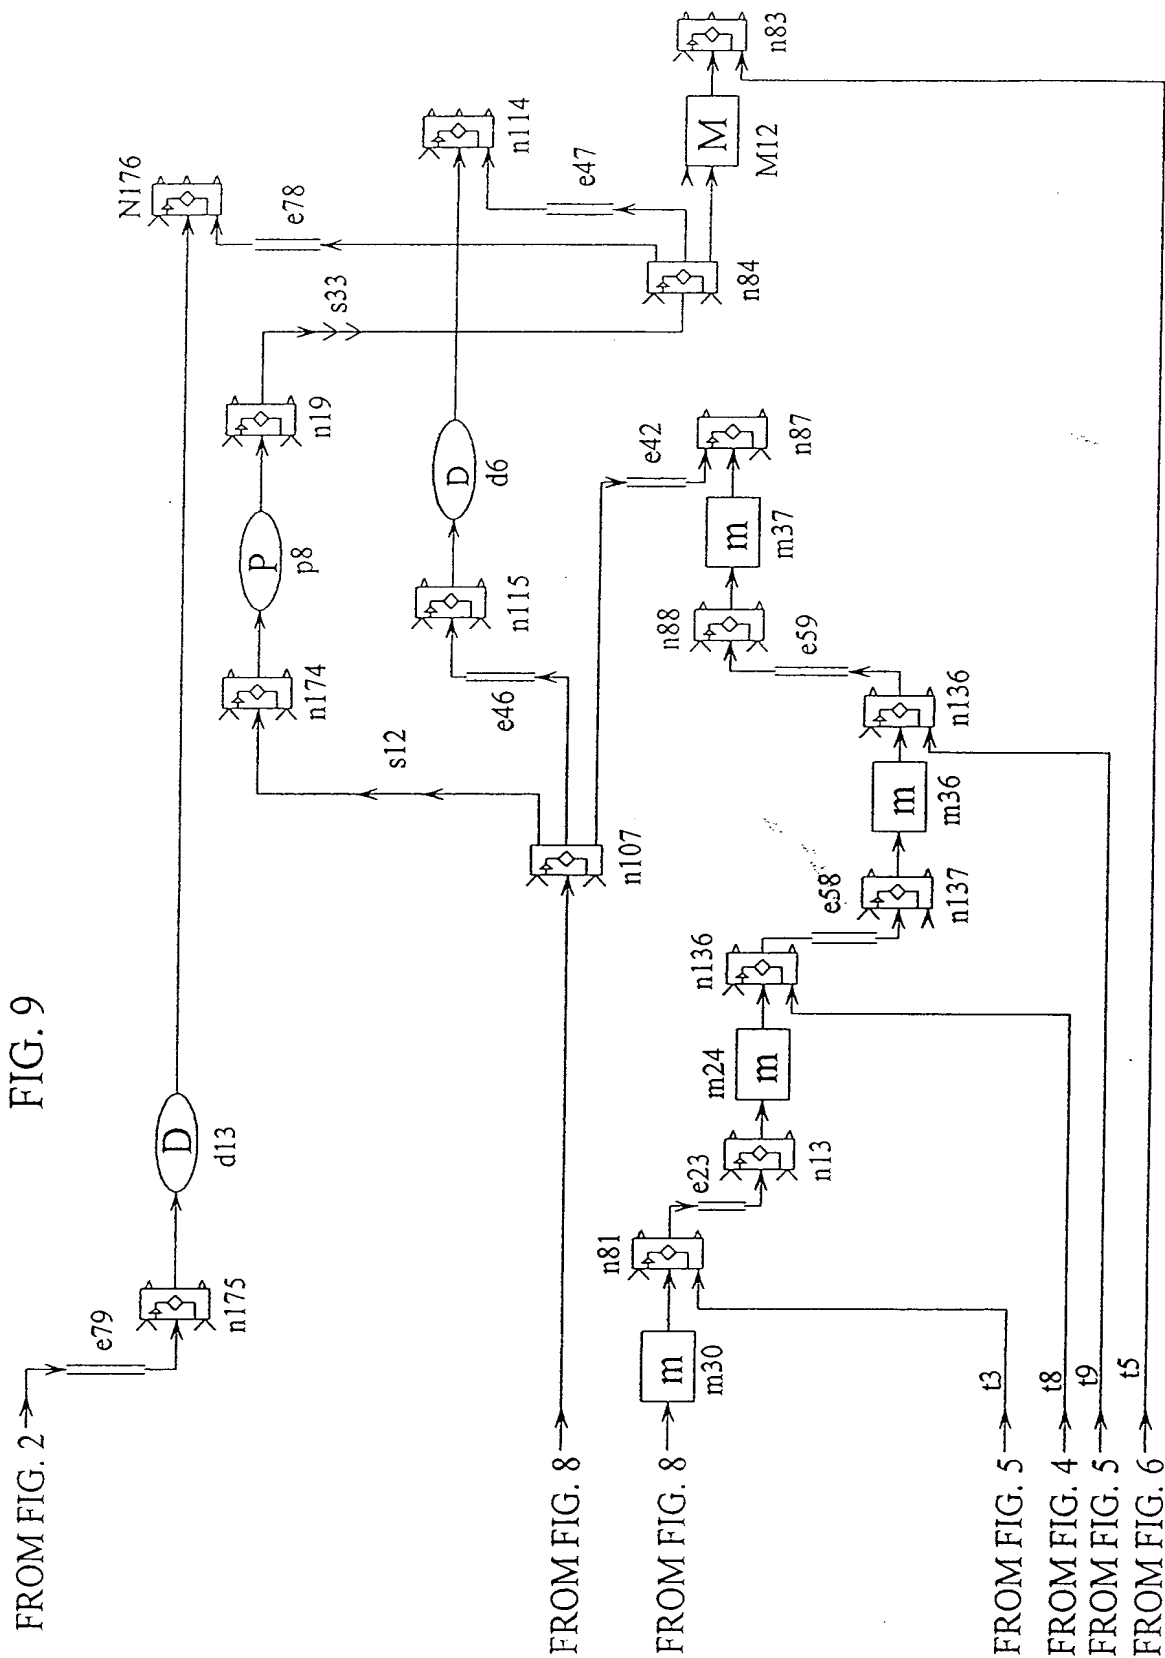 FIG. 9
FROM FIG. 2
e79
n175
D
d13
N176
e78
s12
n174
P
p8
n19
s33
e46
n115
D
d6
n114
e47
FROM FIG. 8
n107
e42
n84
M
M12
n83
FROM FIG. 8
m
m30
n81
e23
n13
m
m24
n136
e58
n137
m
m36
n136
e59
n88
m
m37
n87
FROM FIG. 5
t3
FROM FIG. 4
t8
FROM FIG. 5
t9
FROM FIG. 6
t5